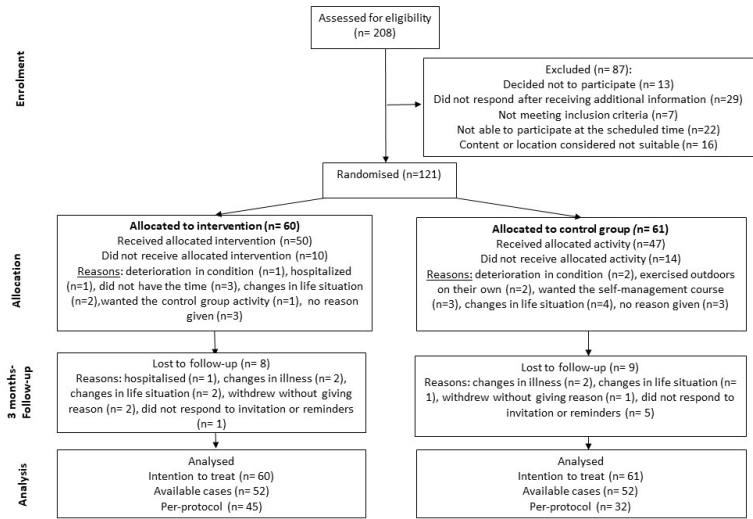 Assessed for eligibility
(n= 208)
Enrolment
Excluded (n= 87):
Decided not to participate (n= 13)
Did not respond after receiving additional information (n=29)
Not meeting inclusion criteria (n=7)
Not able to participate at the scheduled time (n=22)
Content or location considered not suitable (n= 16)
Randomised (n=121)
Allocation
Allocated to intervention (n= 60)
Received allocated intervention (n=50)
Did not receive allocated intervention (n=10)
Reasons: deterioration in condition (n=1), hospitalized
(n=1), did not have the time (n=3), changes in life situation
(n=2),wanted the control group activity (n=1), no reason
given (n=3)
Allocated to control group (n= 61)
Received allocated activity (n=47)
Did not receive allocated activity (n=14)
Reasons: deterioration in condition (n=2), exercised outdoors
on their own (n=2), wanted the self-management course
(n=3), changes in life situation (n=4), no reason given (n=3)
3 months-
Follow-up
Lost to follow-up (n= 8)
Reasons: hospitalised (n= 1), changes in illness (n= 2),
changes in life situation (n= 2), withdrew without giving
reason (n= 2), did not respond to invitation or reminders
(n= 1)
Lost to follow-up (n= 9)
Reasons: changes in illness (n= 2), changes in life situation (n=
1), withdrew without giving reason (n= 1), did not respond to
invitation or reminders (n= 5)
Analysis
Analysed
Intention to treat (n= 60)
Available cases (n= 52)
Per-protocol (n= 45)
Analysed
Intention to treat (n= 61)
Available cases (n= 52)
Per-protocol (n= 32)